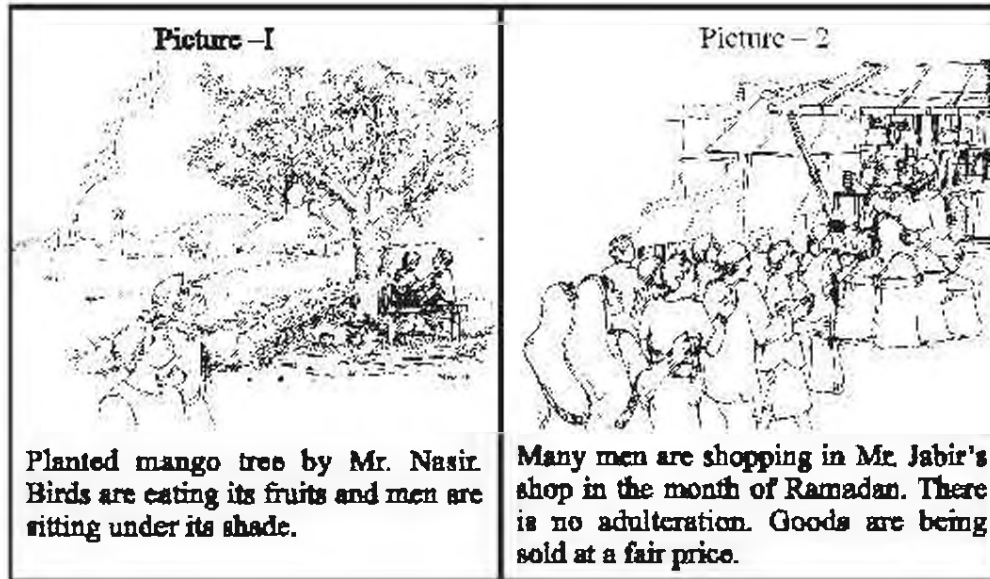 Picture –I
Planted mango tree by Mr. Nasir.
Birds are eating its fruits and men are
sitting under its shade.
Picture – 2
Many men are shopping in Mr. Jabir's
shop in the month of Ramadan. There
is no adulteration. Goods are being
sold at a fair price.